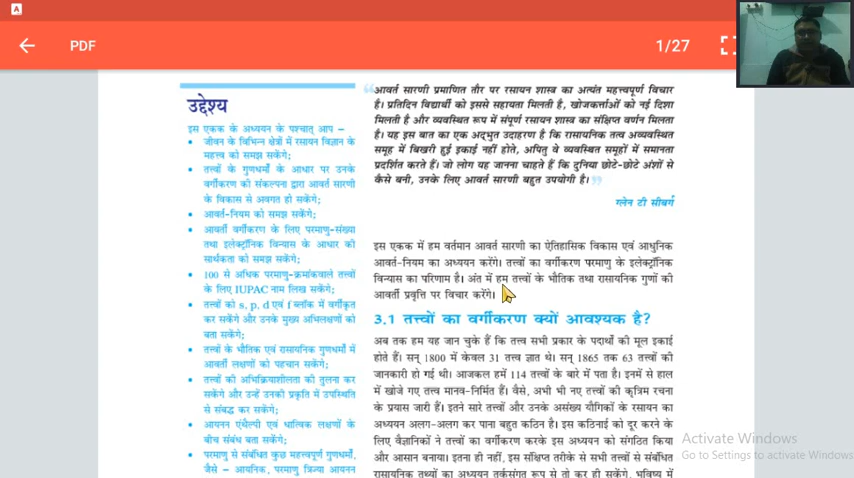 A
PDF
1/27
उद्देश्य
इस एकक के अध्ययन के पश्चात् आप –
• जीवन के विभिन्न क्षेत्रों में रसायन विज्ञान के
महत्त्व को समझ सकेंगे;
• तत्त्वों के गुणधर्मों के आधार पर उनके
वर्गीकरण की संकल्पना द्वारा आवर्त सारणी
के विकास से अवगत हो सकेंगे;
• आवर्त-नियम को समझ सकेंगे;
• आवर्ती वर्गीकरण के लिए परमाणु-संख्या
तथा इलेक्ट्रॉनिक विन्यास के आधार की
सार्थकता को समझ सकेंगे;
• 100 से अधिक परमाणु-क्रमांकवाले तत्त्वों
के लिए IUPAC नाम लिख सकेंगे;
• तत्त्वों को s, p, d एवं f ब्लॉक में वर्गीकृत
कर सकेंगे और उनके मुख्य अभिलक्षणों को
बता सकेंगे;
• तत्त्वों के भौतिक एवं रासायनिक गुणधर्मों में
आवर्ती लक्षणों को पहचान सकेंगे;
• तत्त्वों की अभिक्रियाशीलता की तुलना कर
सकेंगे और उन्हें उनकी प्रकृति में उपस्थिति
से संबद्ध कर सकेंगे;
• आयनन एंथैल्पी एवं धात्विक लक्षणों के
बीच संबंध बता सकेंगे;
• परमाणु से संबंधित कुछ महत्त्वपूर्ण गुणधर्मों,
जैसे – आयनिक, परमाणु त्रिज्या आयनन
“आवर्त सारणी प्रमाणित तौर पर रसायन शास्त्र का अत्यंत महत्त्वपूर्ण विचार
है। प्रतिदिन विद्यार्थी को इससे सहायता मिलती है, खोजकर्त्ताओं को नई दिशा
मिलती है और व्यवस्थित रूप में संपूर्ण रसायन शास्त्र का संक्षिप्त वर्णन मिलता
है। यह इस बात का एक अद्भुत उदाहरण है कि रासायनिक तत्व अव्यवस्थित
समूह में बिखरी हुई इकाई नहीं होते, अपितु वे व्यवस्थित समूहों में समानता
प्रदर्शित करते हैं। जो लोग यह जानना चाहते हैं कि दुनिया छोटे-छोटे अंशों से
कैसे बनी, उनके लिए आवर्त सारणी बहुत उपयोगी है।”
ग्लेन टी सीबर्ग
इस एकक में हम वर्तमान आवर्त सारणी का ऐतिहासिक विकास एवं आधुनिक
आवर्त-नियम का अध्ययन करेंगे। तत्त्वों का वर्गीकरण परमाणु के इलेक्ट्रॉनिक
विन्यास का परिणाम है। अंत में हम तत्त्वों के भौतिक तथा रासायनिक गुणों की
आवर्ती प्रवृत्ति पर विचार करेंगे।
3.1 तत्त्वों का वर्गीकरण क्यों आवश्यक है?
अब तक हम यह जान चुके हैं कि तत्त्व सभी प्रकार के पदार्थों की मूल इकाई
होते हैं। सन् 1800 में केवल 31 तत्त्व ज्ञात थे। सन् 1865 तक 63 तत्त्वों की
जानकारी हो गई थी। आजकल हमें 114 तत्त्वों के बारे में पता है। इनमें से हाल
में खोजे गए तत्त्व मानव-निर्मित हैं। वैसे, अभी भी नए तत्त्वों की कृत्रिम रचना
के प्रयास जारी हैं। इतने सारे तत्त्वों और उनके असंख्य यौगिकों के रसायन का
अध्ययन अलग-अलग कर पाना बहुत कठिन है। इस कठिनाई को दूर करने के
लिए वैज्ञानिकों ने तत्त्वों का वर्गीकरण करके इस अध्ययन को संगठित किया
और आसान बनाया। इतना ही नहीं, इस संक्षिप्त तरीके से सभी तत्त्वों से संबंधित
रासायनिक तथ्यों का अध्ययन तर्कसंगत रूप से तो कर ही सकेंगे, भविष्य में
Activate Windows
Go to Settings to activate Windows